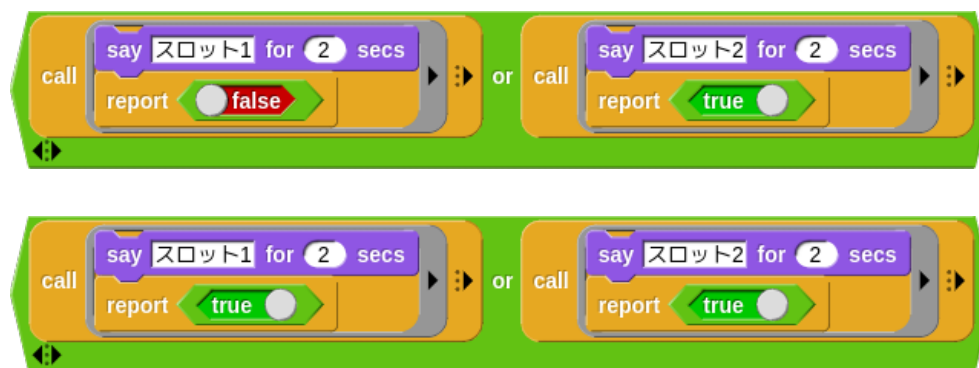 say スロット1 for 2 secs say スロット2 for 2 secs
call or call
report false report true
say スロット1 for 2 secs say スロット2 for 2 secs
call or call
report true report true